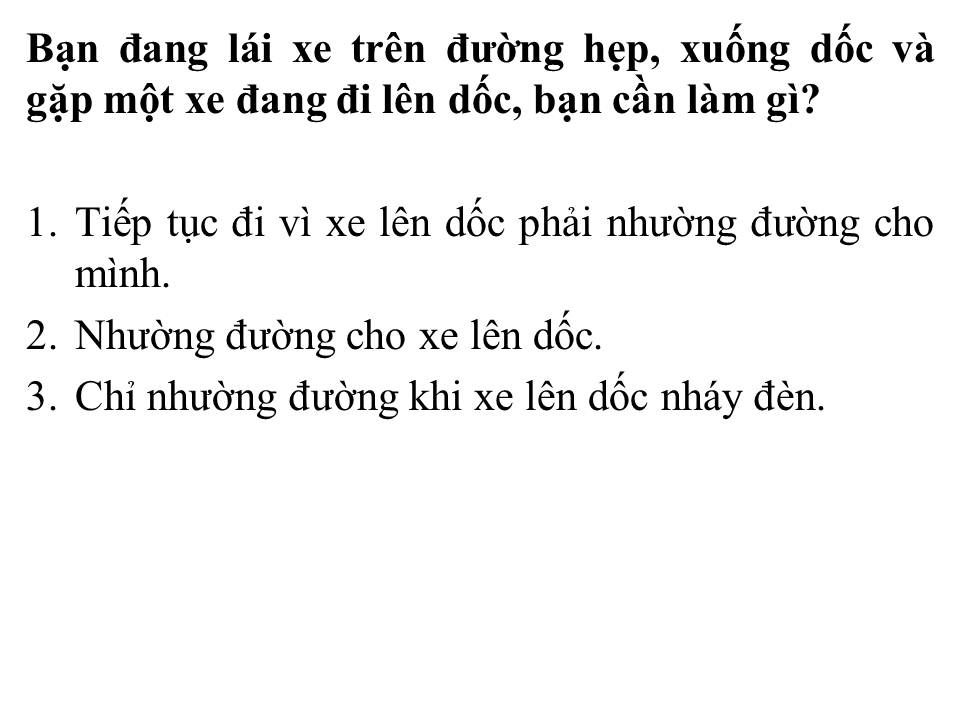 Bạn đang lái xe trên đường hẹp, xuống dốc và
gặp một xe đang đi lên dốc, bạn cần làm gì?
1. Tiếp tục đi vì xe lên dốc phải nhường đường cho
mình.
2. Nhường đường cho xe lên dốc.
3. Chỉ nhường đường khi xe lên dốc nháy đèn.